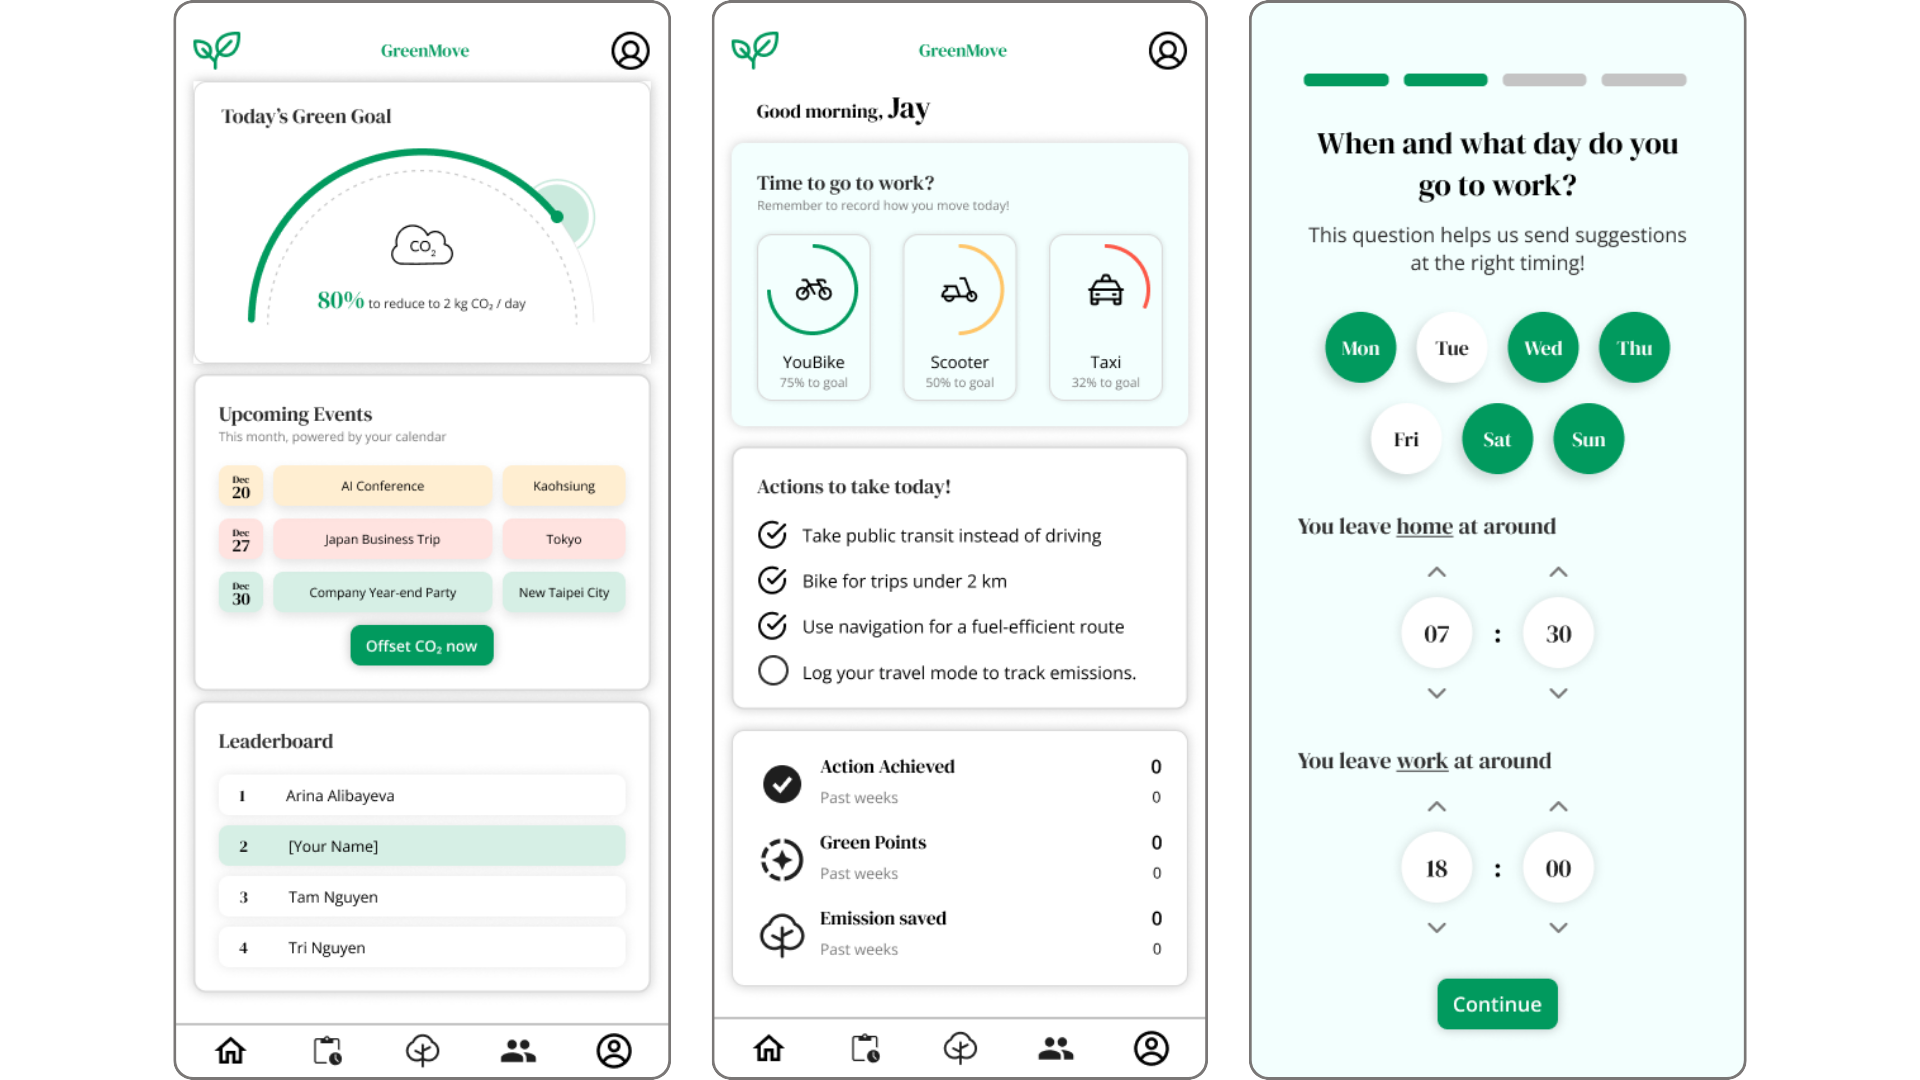 GreenMove
Today's Green Goal
CO₂
80% to reduce to 2 kg CO₂ / day
Upcoming Events
This month, powered by your calendar
Dec
20
AI Conference
Kaohsiung
Dec
27
Japan Business Trip
Tokyo
Dec
30
Company Year-end Party
New Taipei City
Offset CO₂ now
Leaderboard
1 Arina Alibayeva
2 [Your Name]
3 Tam Nguyen
4 Tri Nguyen
GreenMove
Good morning, Jay
Time to go to work?
Remember to record how you move today!
YouBike
75% to goal
Scooter
50% to goal
Taxi
32% to goal
Actions to take today!
Take public transit instead of driving
Bike for trips under 2 km
Use navigation for a fuel-efficient route
Log your travel mode to track emissions.
Action Achieved 0
Past weeks 0
Green Points 0
Past weeks 0
Emission saved 0
Past weeks 0
When and what day do you
go to work?
This question helps us send suggestions
at the right timing!
Mon Tue Wed Thu
Fri Sat Sun
You leave home at around
07 : 30
You leave work at around
18 : 00
Continue